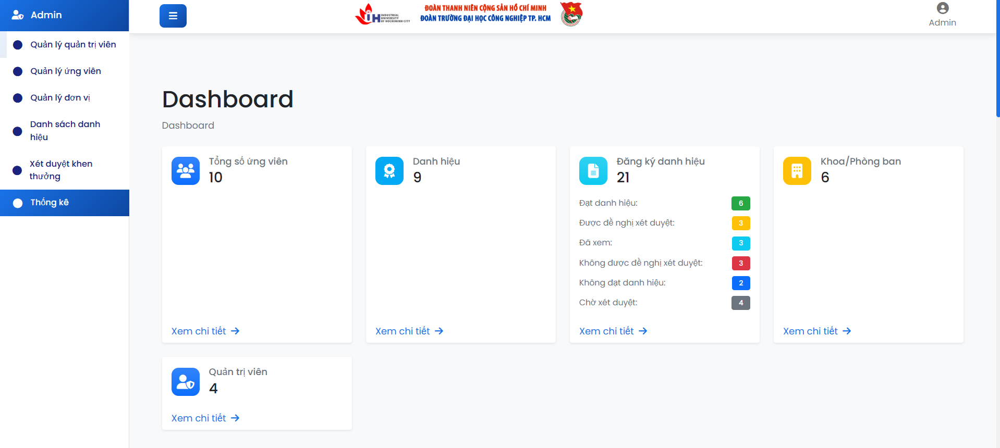 Admin
Quản lý quản trị viên
Quản lý ứng viên
Quản lý đơn vị
Danh sách danh
hiệu
Xét duyệt khen
thưởng
Thống kê
IUH INDUSTRIAL
UNIVERSITY
OF HOCHIMINH CITY
ĐOÀN THANH NIÊN CỘNG SẢN HỒ CHÍ MINH
ĐOÀN TRƯỜNG ĐẠI HỌC CÔNG NGHIỆP TP. HCM
Admin
Dashboard
Dashboard
Tổng số ứng viên
10
Xem chi tiết
Danh hiệu
9
Xem chi tiết
Đăng ký danh hiệu
21
Đạt danh hiệu: 6
Được đề nghị xét duyệt: 3
Đã xem: 3
Không được đề nghị xét duyệt: 3
Không đạt danh hiệu: 2
Chờ xét duyệt: 4
Xem chi tiết
Khoa/Phòng ban
6
Xem chi tiết
Quản trị viên
4
Xem chi tiết